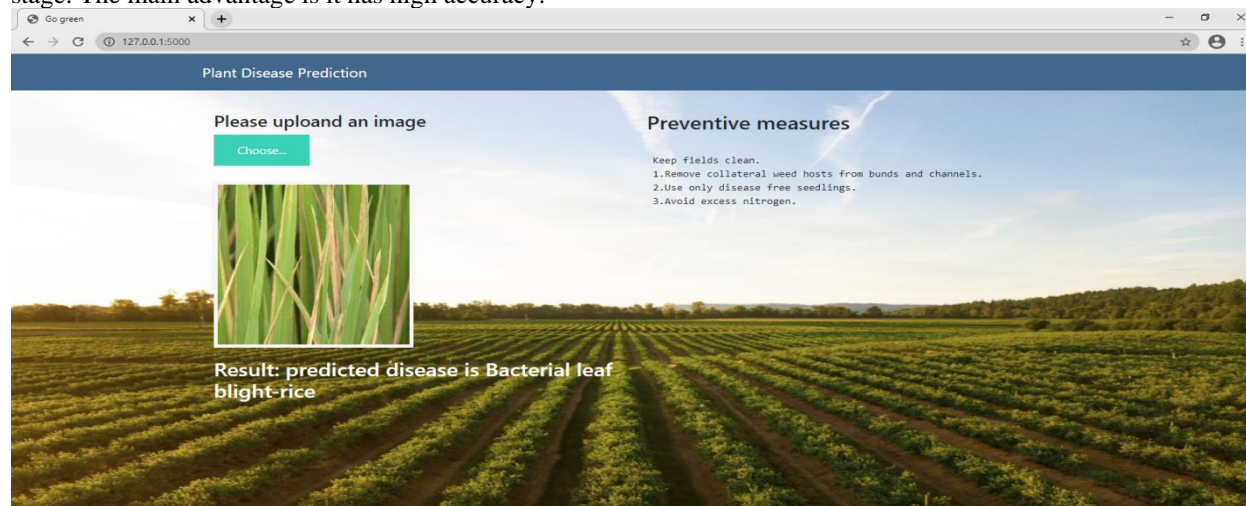 stage. The main advantage is it has high accuracy.
Go green
127.0.0.1:5000
Plant Disease Prediction
Please uploand an image
Choose...
Result: predicted disease is Bacterial leaf
blight-rice
Preventive measures
Keep fields clean.
1.Remove collateral weed hosts from bunds and channels.
2.Use only disease free seedlings.
3.Avoid excess nitrogen.